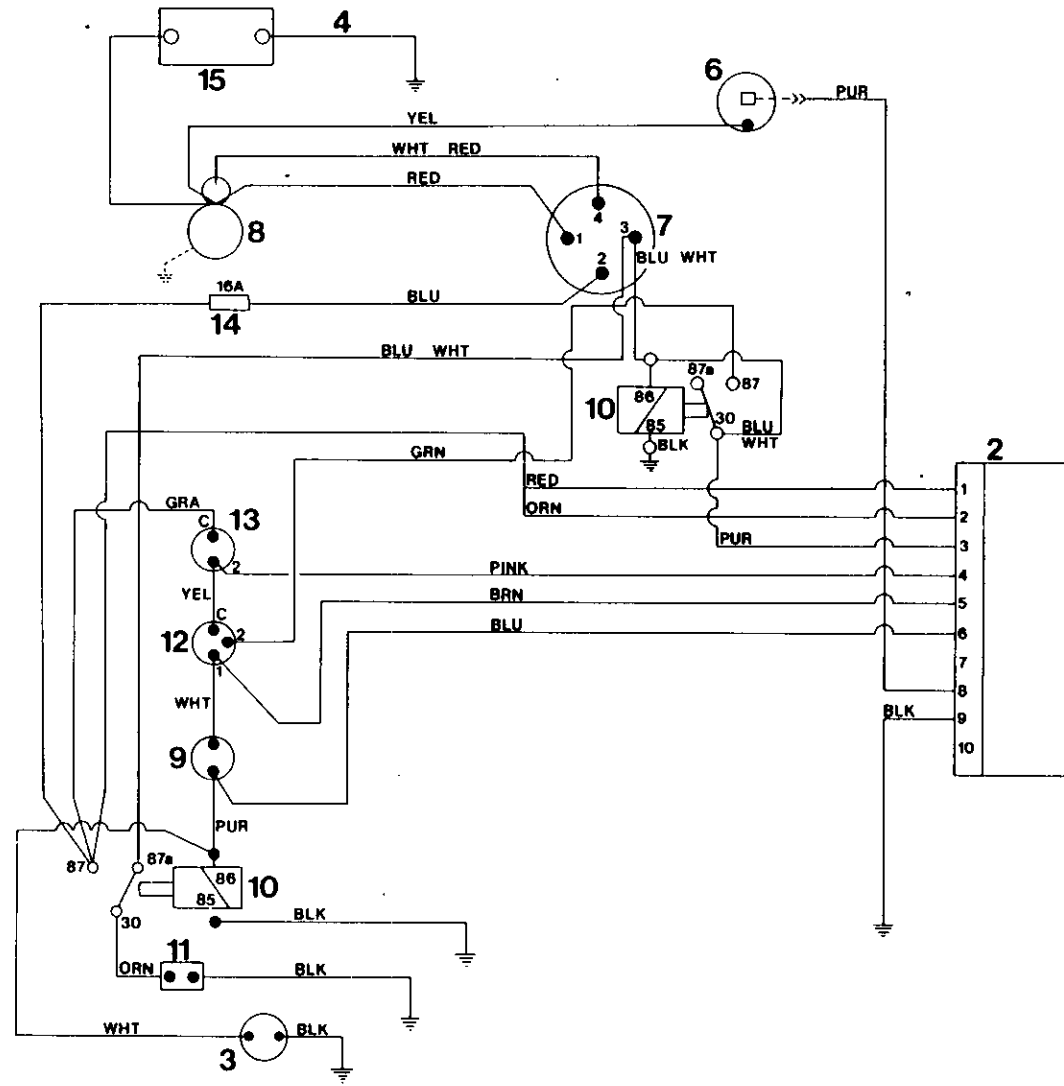 4
15
6
PUR
YEL
WHT RED
RED
8
4
1
3
7
2
BLU WHT
16A
BLU
14
BLU WHT
87a
87
10
86
85
30
BLU
WHT
BLK
GRN
2
RED
1
ORN
2
GRA
C
13
PUR
3
2
PINK
4
YEL
BRN
5
C
12
2
BLU
6
1
7
WHT
8
BLK
9
9
10
PUR
87
87a
86
85
10
30
BLK
11
ORN
BLK
WHT
3
BLK